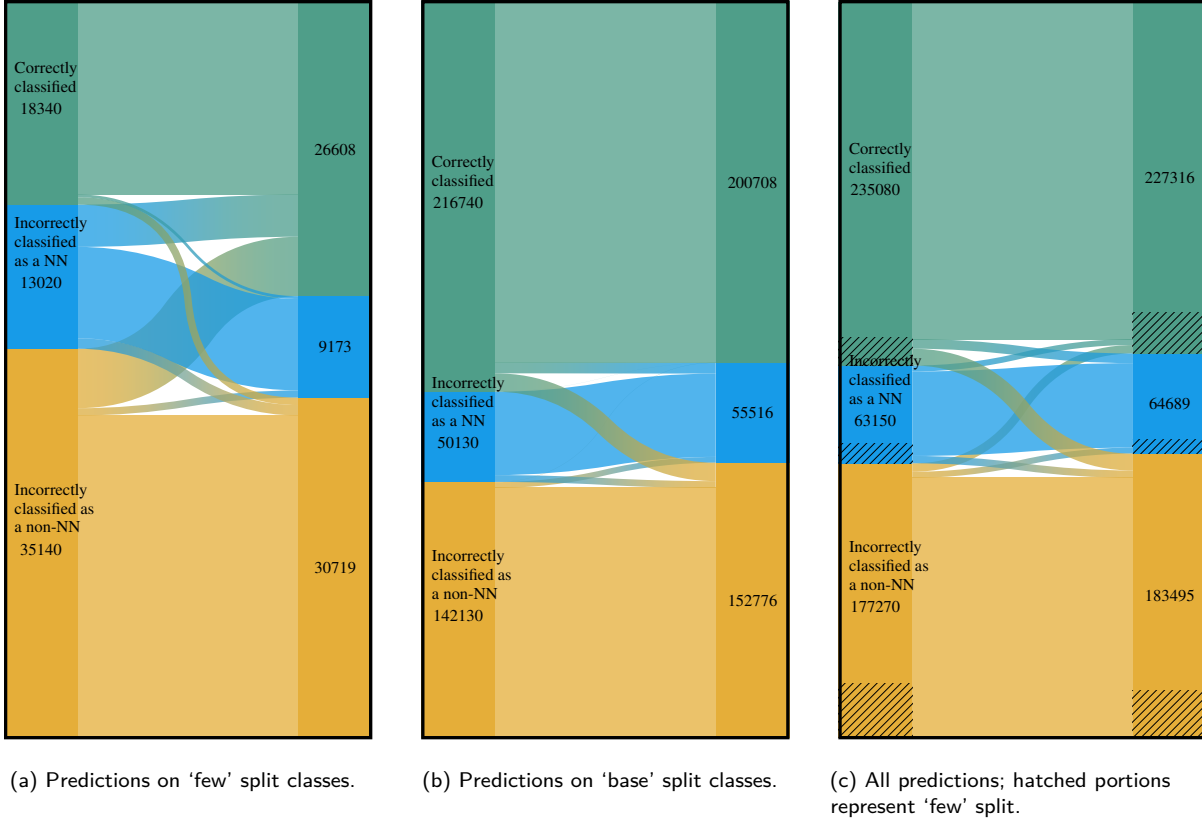 Correctly
classified
18340
Incorrectly
classified
as a NN
13020
Incorrectly
classified as
a non-NN
35140
26608
9173
30719
(a) Predictions on ‘few’ split classes.
Correctly
classified
216740
Incorrectly
classified
as a NN
50130
Incorrectly
classified as
a non-NN
142130
200708
55516
152776
(b) Predictions on ‘base’ split classes.
Correctly
classified
235080
Incorrectly
classified
as a NN
63150
Incorrectly
classified as
a non-NN
177270
227316
64689
183495
(c) All predictions; hatched portions
represent ‘few’ split.